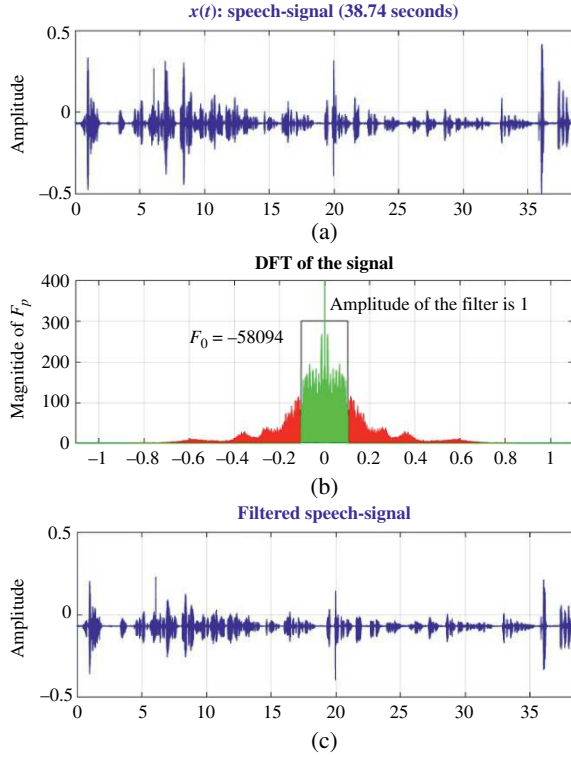 x(t): speech-signal (38.74 seconds)
Amplitude
0.5
0
−0.5
0 5 10 15 20 25 30 35
(a)
DFT of the signal
Magnitide of Fp
400
300
200
100
0
F0 = −58094
Amplitude of the filter is 1
−1 −0.8 −0.6 −0.4 −0.2 0 0.2 0.4 0.6 0.8 1
(b)
Filtered speech-signal
Amplitude
0.5
0
−0.5
0 5 10 15 20 25 30 35
(c)